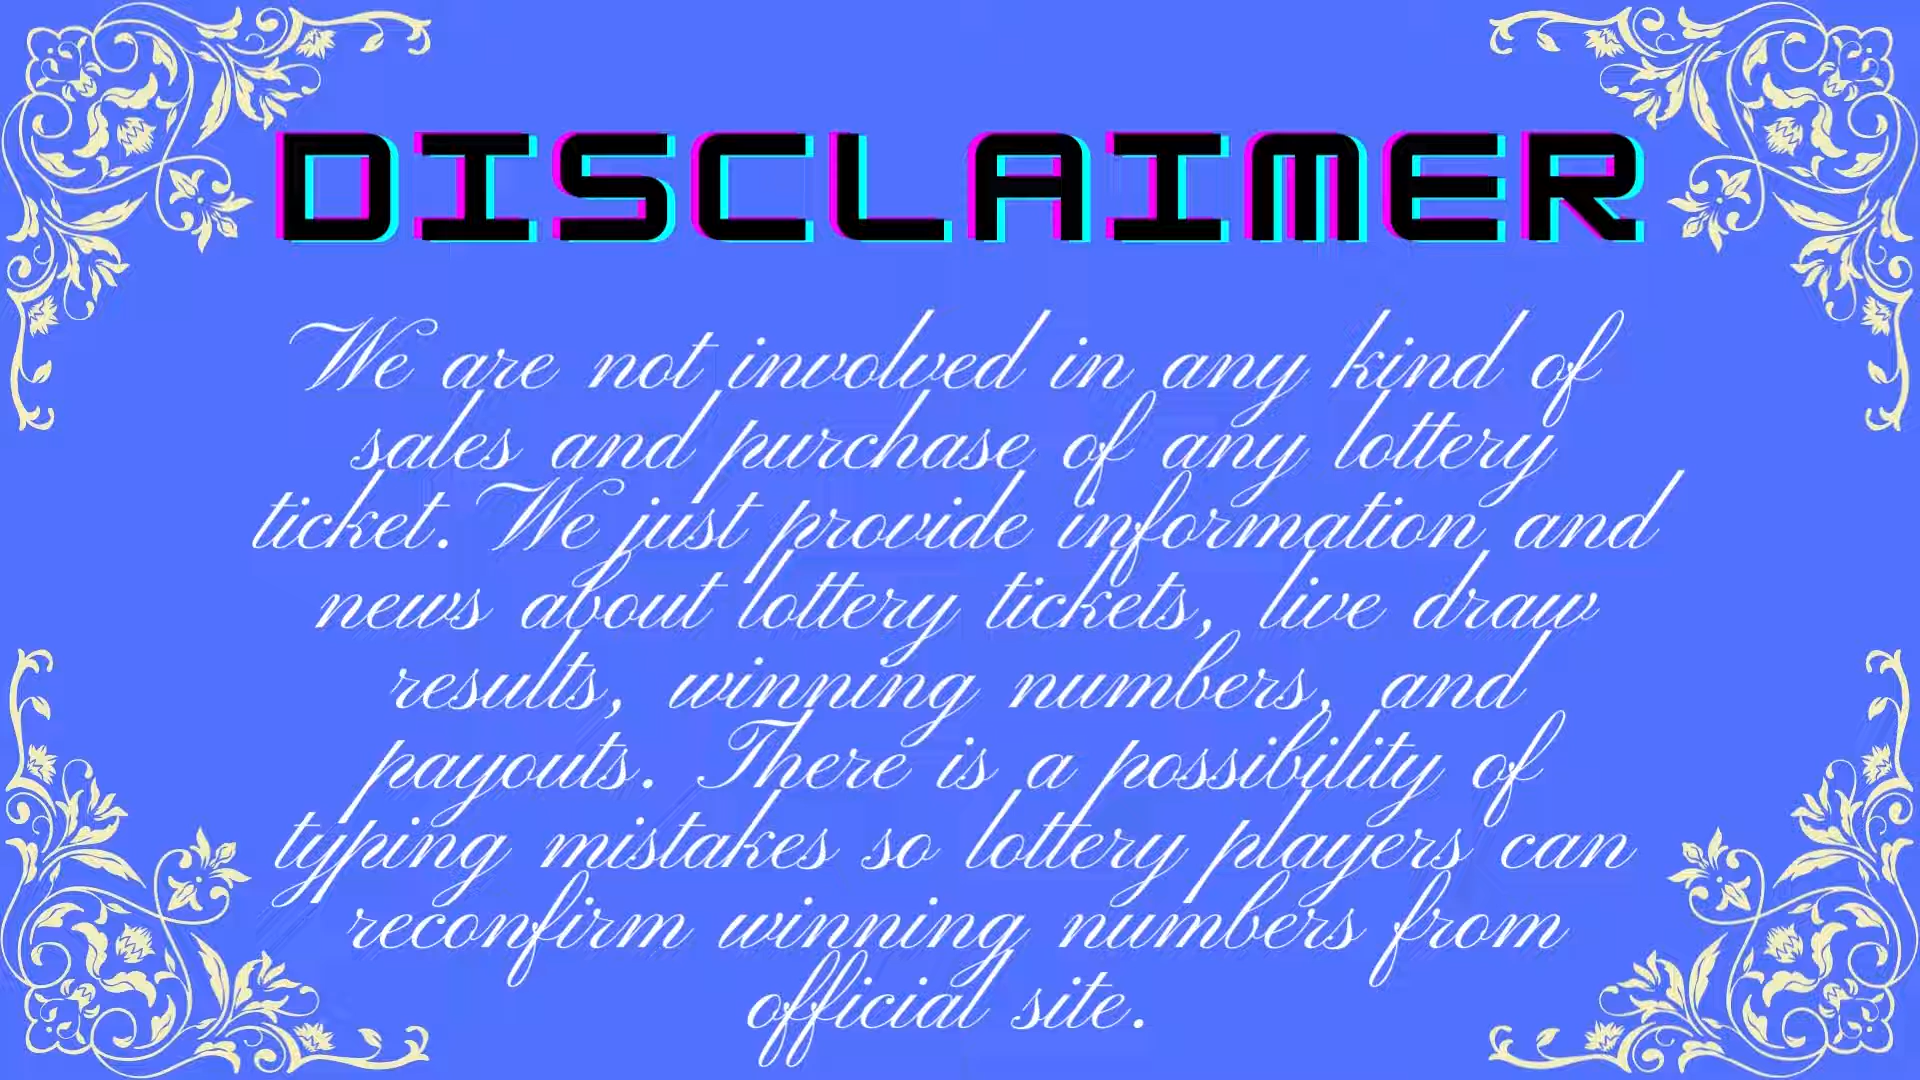 DISCLAIMER
We are not involved in any kind of
sales and purchase of any lottery
ticket. We just provide information and
news about lottery tickets, live draw
results, winning numbers, and
payouts. There is a possibility of
typing mistakes so lottery players can
reconfirm winning numbers from
official site.